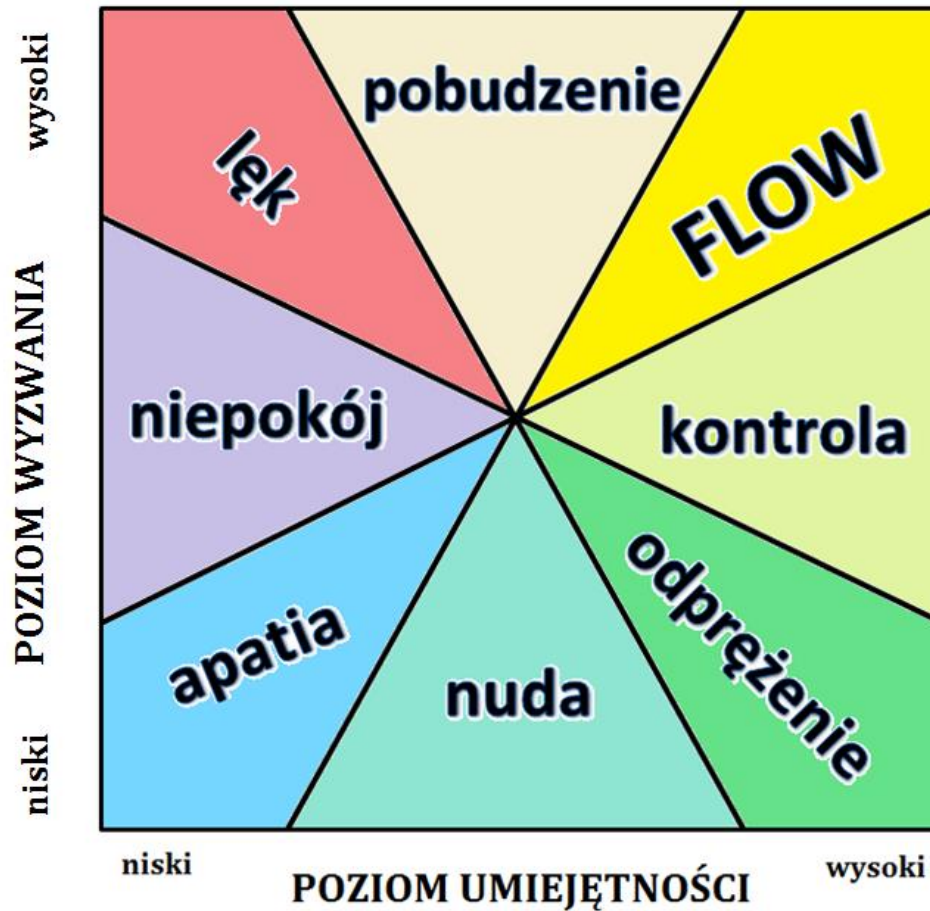 wysoki
POZIOM WYZWANIA
niski
pobudzenie
lęk
FLOW
niepokój
kontrola
apatia
nuda
odprężenie
niski
POZIOM UMIEJĘTNOŚCI
wysoki